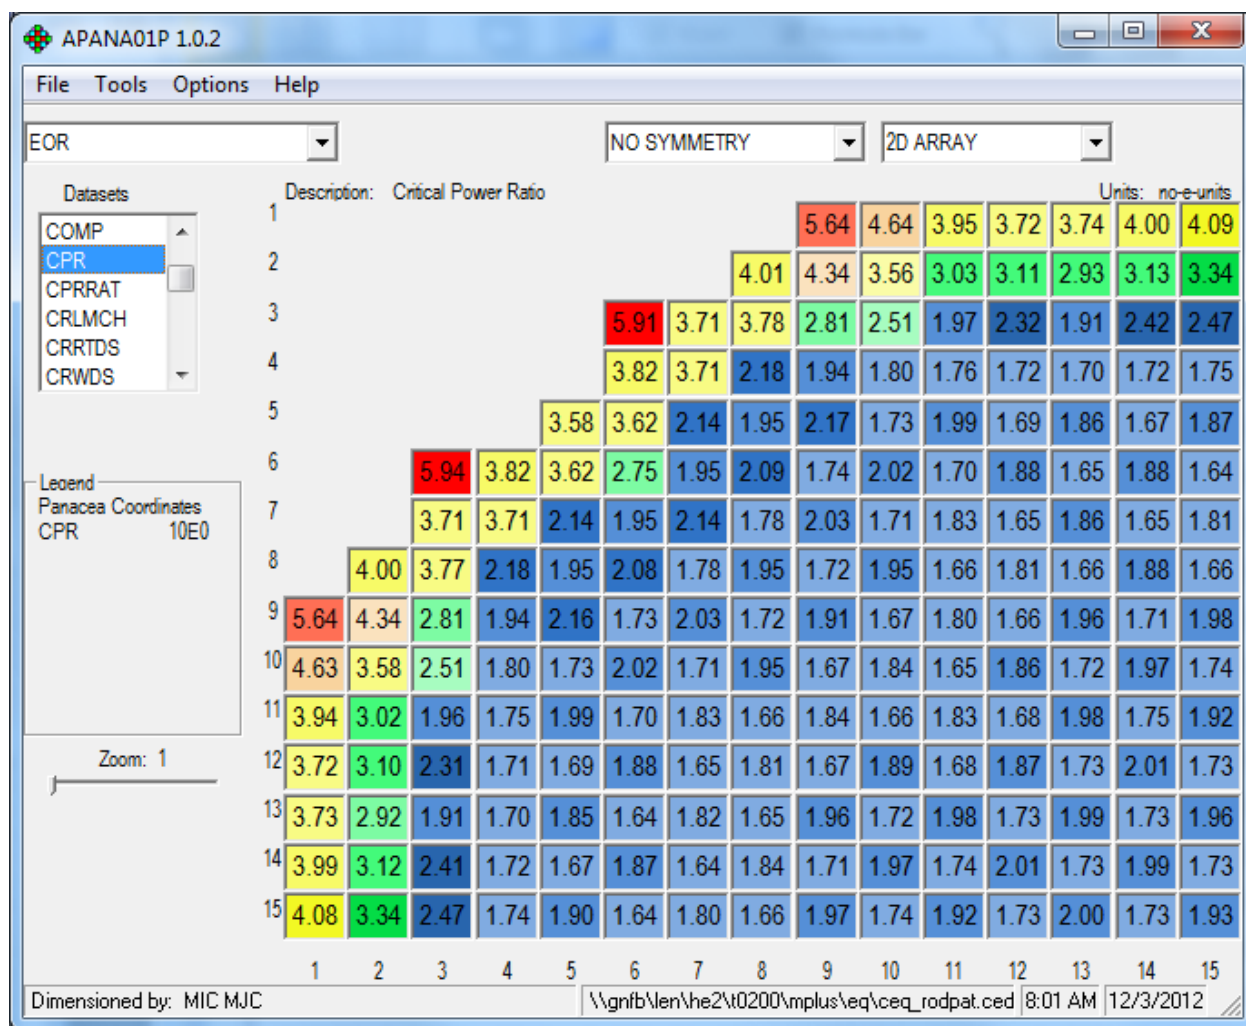 APANA01P 1.0.2
File Tools Options Help
EOR NO SYMMETRY 2D ARRAY
Datasets Description: Critical Power Ratio Units: no-e-units
COMP
CPR
CPRRAT
CRLMCH
CRRTDS
CRWDS
1 5.64 4.64 3.95 3.72 3.74 4.00 4.09
2 4.01 4.34 3.56 3.03 3.11 2.93 3.13 3.34
3 5.91 3.71 3.78 2.81 2.51 1.97 2.32 1.91 2.42 2.47
4 3.82 3.71 2.18 1.94 1.80 1.76 1.72 1.70 1.72 1.75
5 3.58 3.62 2.14 1.95 2.17 1.73 1.99 1.69 1.86 1.67 1.87
6 5.94 3.82 3.62 2.75 1.95 2.09 1.74 2.02 1.70 1.88 1.65 1.88 1.64
Legend
Panacea Coordinates
CPR 10E0
7 3.71 3.71 2.14 1.95 2.14 1.78 2.03 1.71 1.83 1.65 1.86 1.65 1.81
8 4.00 3.77 2.18 1.95 2.08 1.78 1.95 1.72 1.95 1.66 1.81 1.66 1.88 1.66
9 5.64 4.34 2.81 1.94 2.16 1.73 2.03 1.72 1.91 1.67 1.80 1.66 1.96 1.71 1.98
10 4.63 3.58 2.51 1.80 1.73 2.02 1.71 1.95 1.67 1.84 1.65 1.86 1.72 1.97 1.74
11 3.94 3.02 1.96 1.75 1.99 1.70 1.83 1.66 1.84 1.66 1.83 1.68 1.98 1.75 1.92
Zoom: 1
12 3.72 3.10 2.31 1.71 1.69 1.88 1.65 1.81 1.67 1.89 1.68 1.87 1.73 2.01 1.73
13 3.73 2.92 1.91 1.70 1.85 1.64 1.82 1.65 1.96 1.72 1.98 1.73 1.99 1.73 1.96
14 3.99 3.12 2.41 1.72 1.67 1.87 1.64 1.84 1.71 1.97 1.74 2.01 1.73 1.99 1.73
15 4.08 3.34 2.47 1.74 1.90 1.64 1.80 1.66 1.97 1.74 1.92 1.73 2.00 1.73 1.93
1 2 3 4 5 6 7 8 9 10 11 12 13 14 15
Dimensioned by: MIC MJC \\gnfb\len\he2\t0200\mplus\eq\ceq_rodpat.ced 8:01 AM 12/3/2012